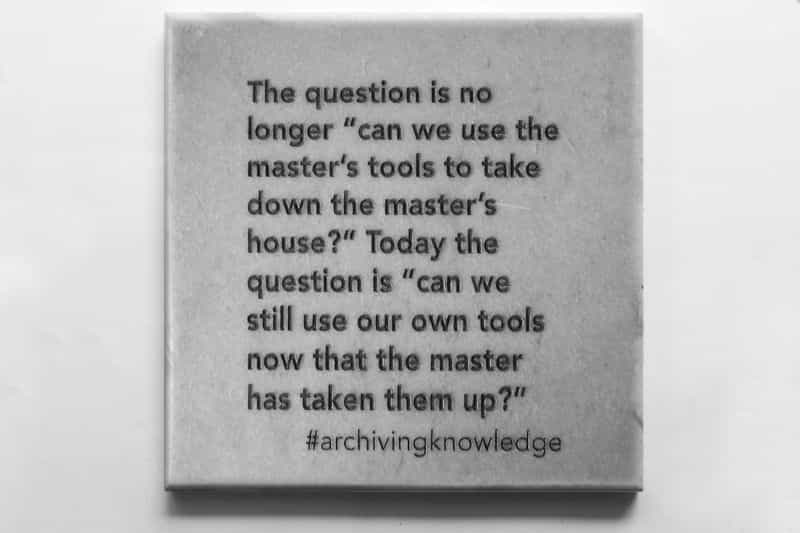 The question is no
longer “can we use the
master‘s tools to take
down the master‘s
house?” Today the
question is “can we
still use our own tools
now that the master
has taken them up?”
#archivingknowledge